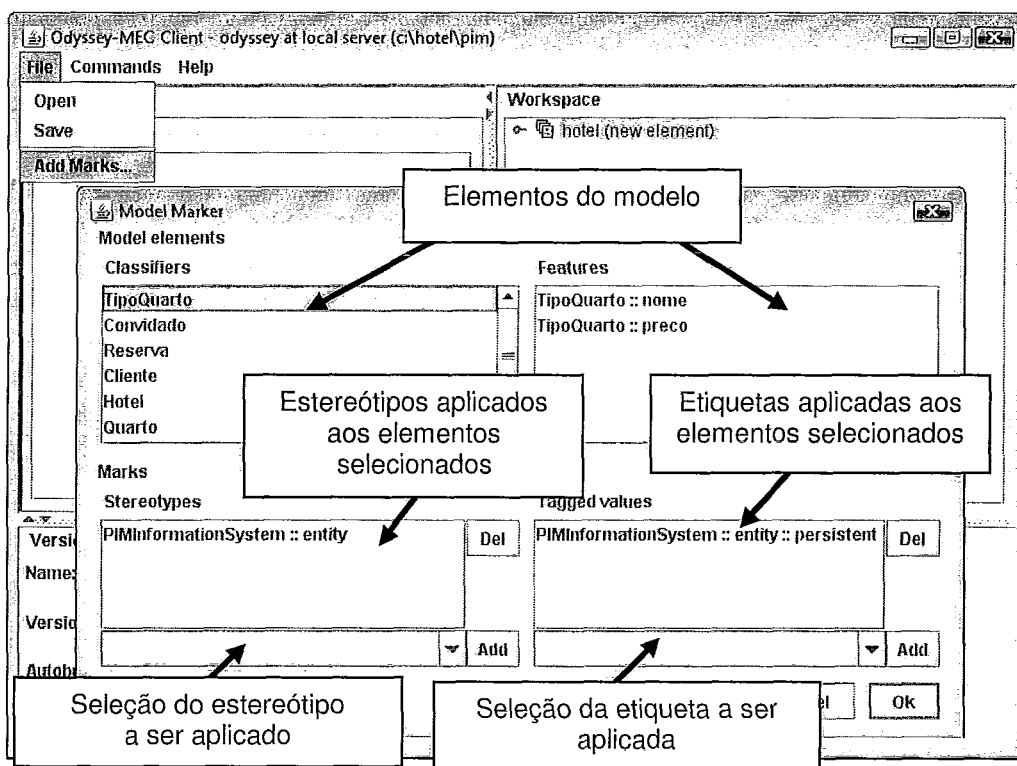 Odyssey-MEC Client - odyssey at local server (c:\hotel\pim)
File Commands Help
Open
Save
Add Marks...
Workspace
hotel (new element)
Elementos do modelo
Model Marker
Model elements
Classifiers
Features
TipoQuarto
Convidado
Reserva
Cliente
Hotel
Quarto
TipoQuarto :: nome
TipoQuarto :: preco
Estereótipos aplicados
aos elementos
selecionados
Etiquetas aplicadas aos
elementos selecionados
Marks
Stereotypes
Tagged values
PIMInformationSystem :: entity
Del
PIMInformationSystem :: entity :: persistent
Del
Add
Add
Name:
Ok
Seleção do estereótipo
a ser aplicado
Seleção da etiqueta a ser
aplicada